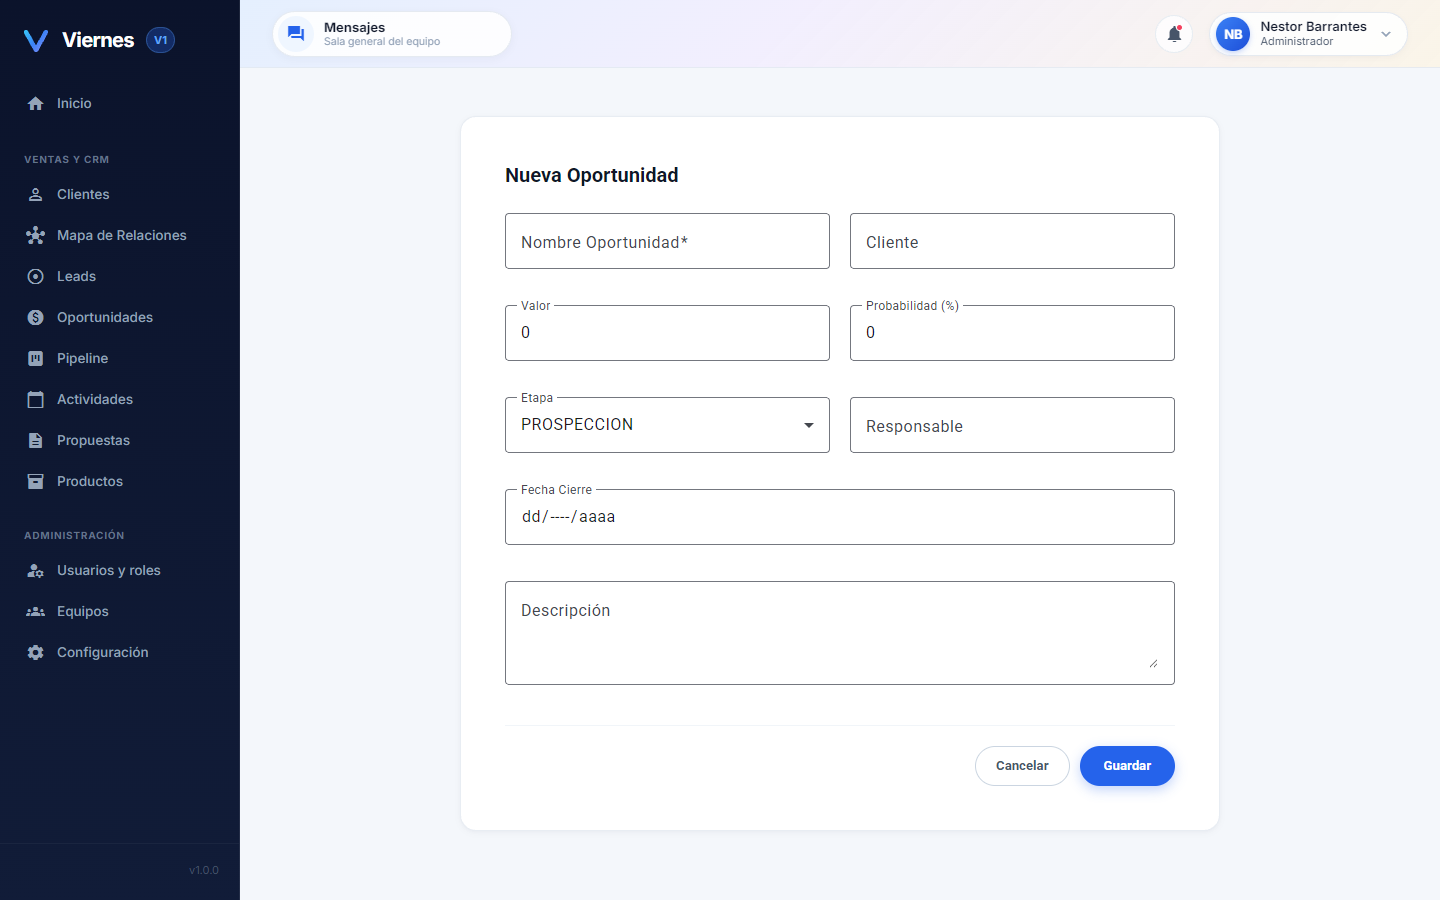 Viernes V1
Inicio
VENTAS Y CRM
Clientes
Mapa de Relaciones
Leads
Oportunidades
Pipeline
Actividades
Propuestas
Productos
ADMINISTRACIÓN
Usuarios y roles
Equipos
Configuración
v1.0.0
Mensajes
Sala general del equipo
NB
Nestor Barrantes
Administrador
Nueva Oportunidad
Nombre Oportunidad*
Cliente
Valor
0
Probabilidad (%)
0
Etapa
PROSPECCION
Responsable
Fecha Cierre
dd/----/aaaa
Descripción
Cancelar
Guardar